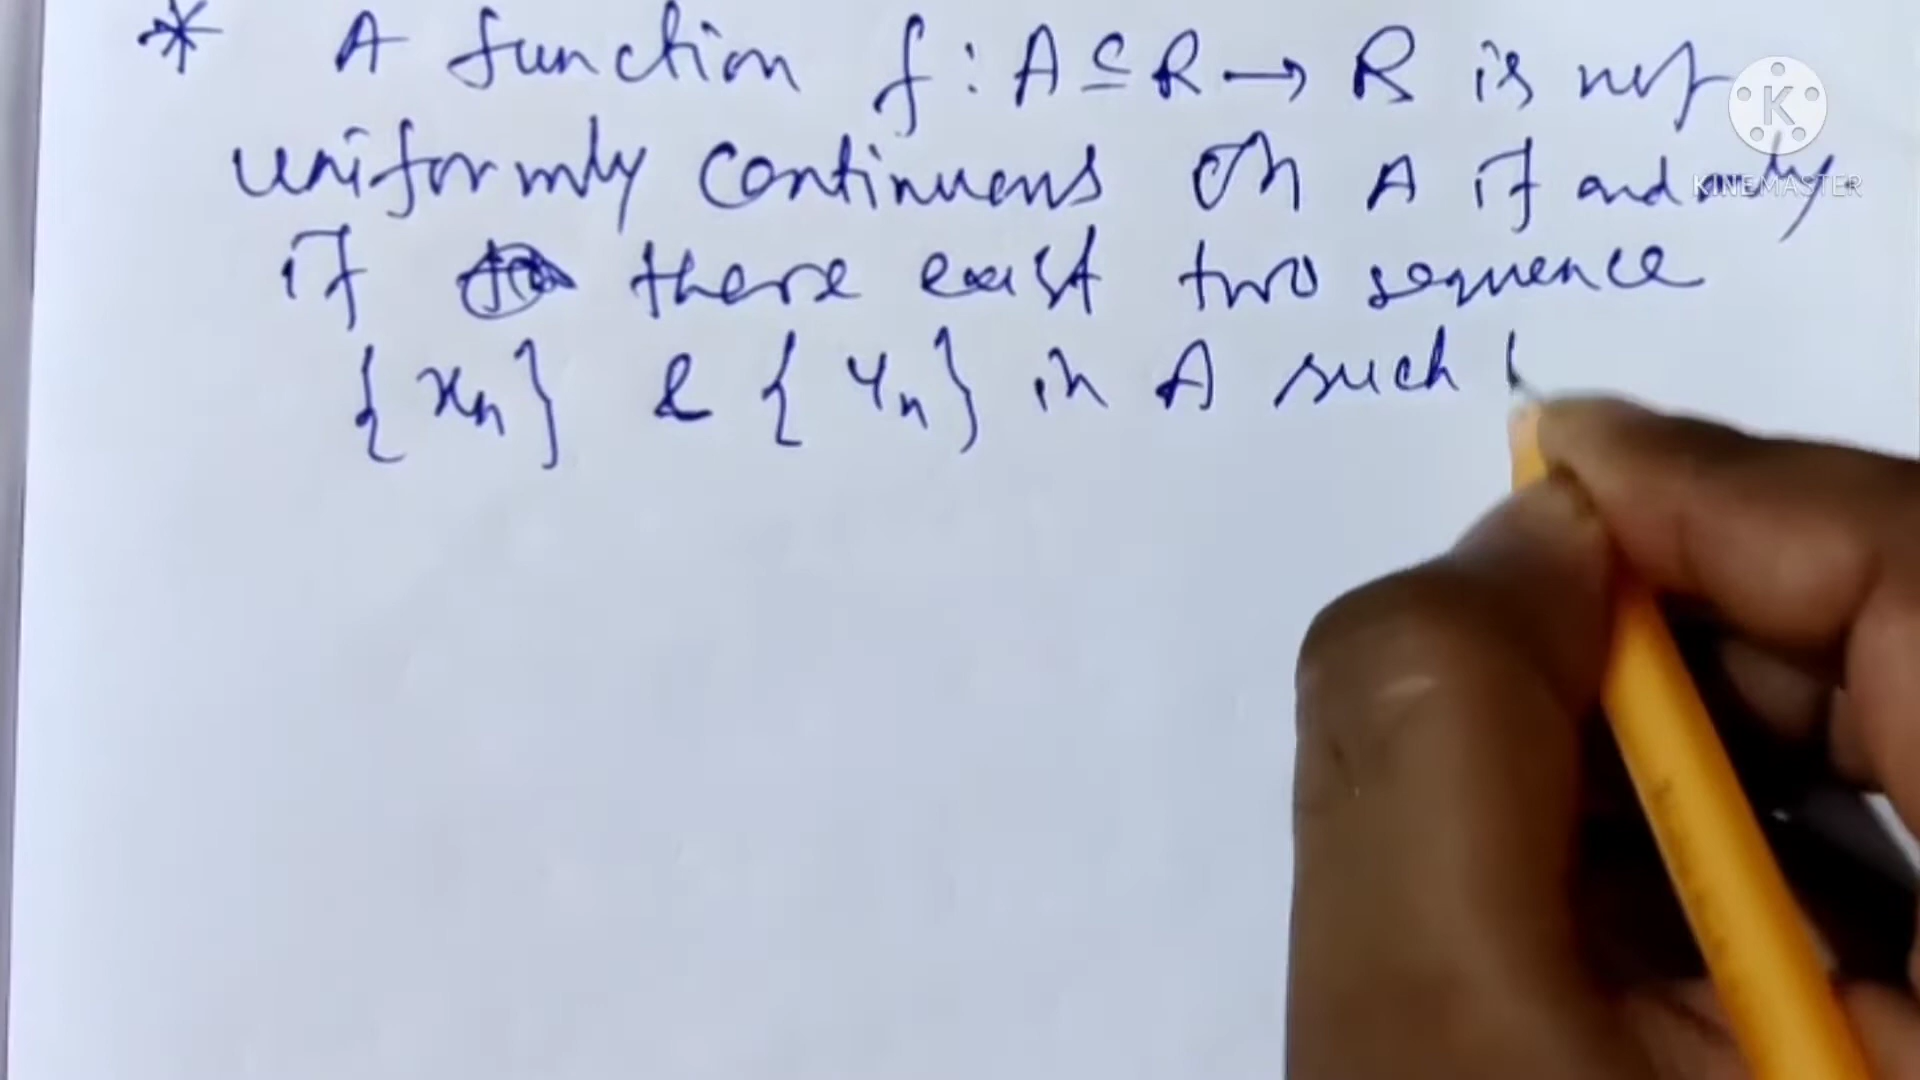 * A function f : A ⊆ R → R is not
uniformly continuous on A if and only
if there exist two sequence
{xn} & {yn} in A such
K
KINEMASTER